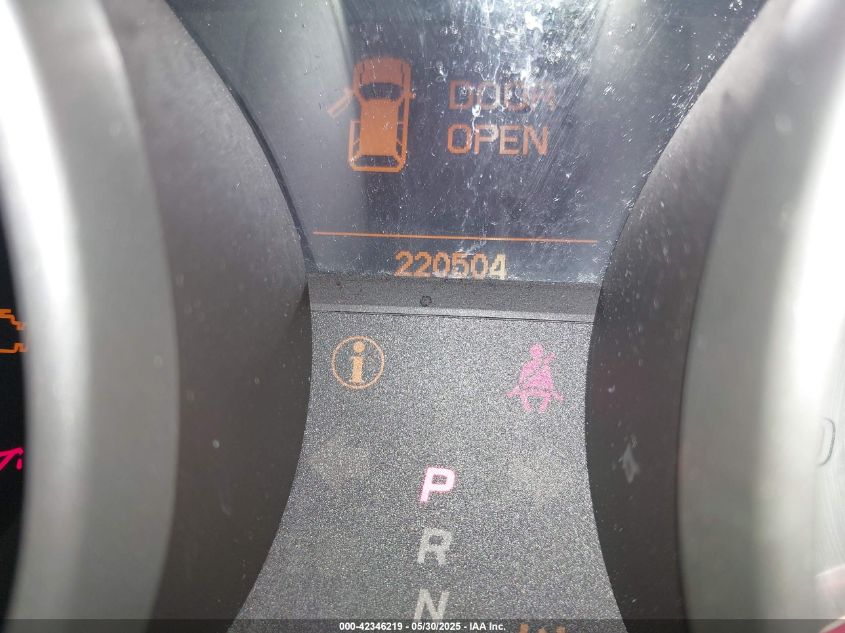 DOOR
OPEN
220504
i
P
R
N
000-42346219 - 05/30/2025 - IAA Inc.